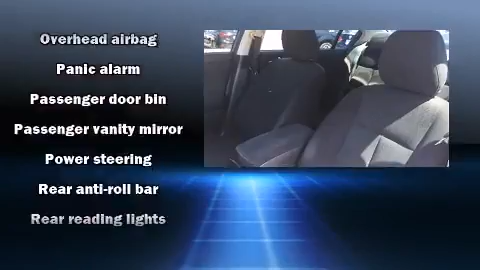 Overhead airbag
Panic alarm
Passenger door bin
Passenger vanity mirror
Power steering
Rear anti-roll bar
Rear reading lights